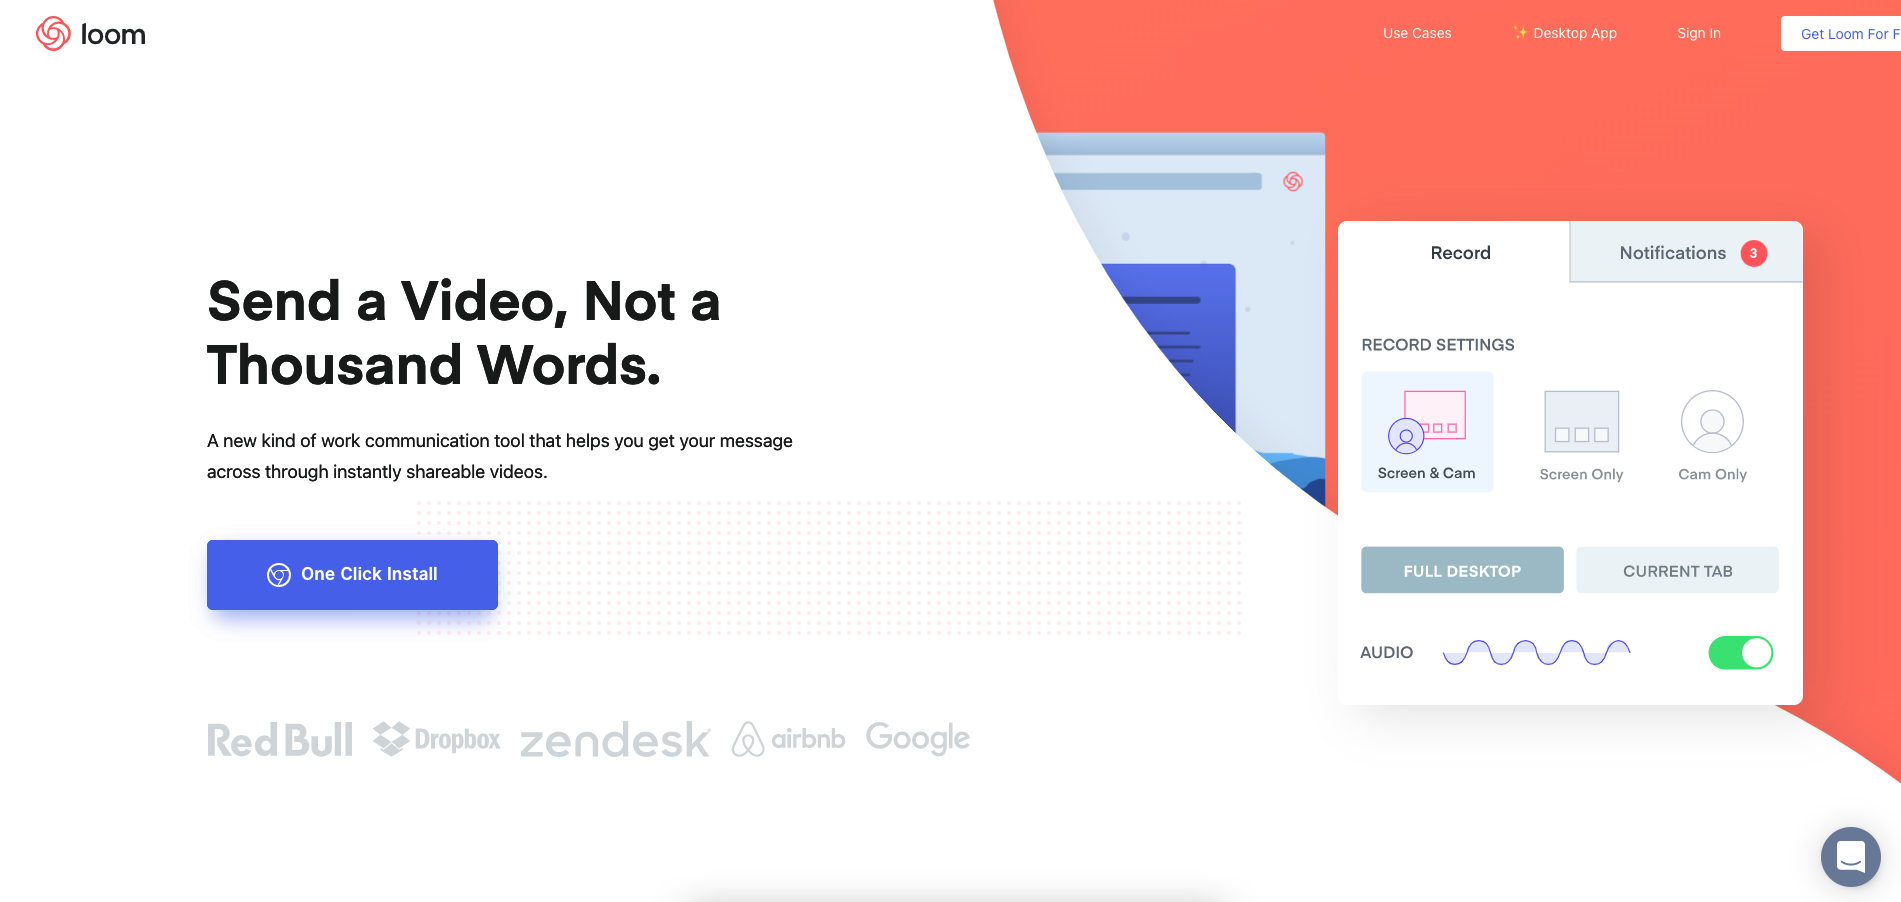 loom
Use Cases
✨ Desktop App
Sign In
Get Loom For F
Send a Video, Not a
Thousand Words.
A new kind of work communication tool that helps you get your message
across through instantly shareable videos.
One Click Install
Red Bull
Dropbox
zendesk
airbnb
Google
Record
Notifications 3
RECORD SETTINGS
Screen & Cam
Screen Only
Cam Only
FULL DESKTOP
CURRENT TAB
AUDIO